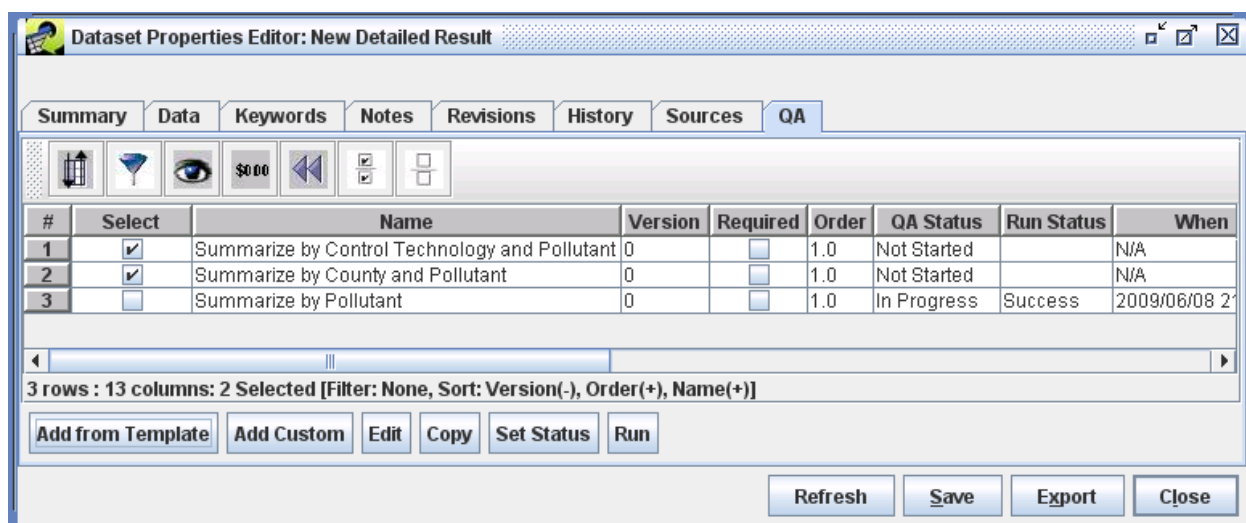 Dataset Properties Editor: New Detailed Result
Summary Data Keywords Notes Revisions History Sources QA
$0.00
# Select Name Version Required Order QA Status Run Status When
1 Summarize by Control Technology and Pollutant 0 1.0 Not Started N/A
2 Summarize by County and Pollutant 0 1.0 Not Started N/A
3 Summarize by Pollutant 0 1.0 In Progress Success 2009/06/08 21
3 rows : 13 columns: 2 Selected [Filter: None, Sort: Version(-), Order(+), Name(+)]
Add from Template Add Custom Edit Copy Set Status Run
Refresh Save Export Close